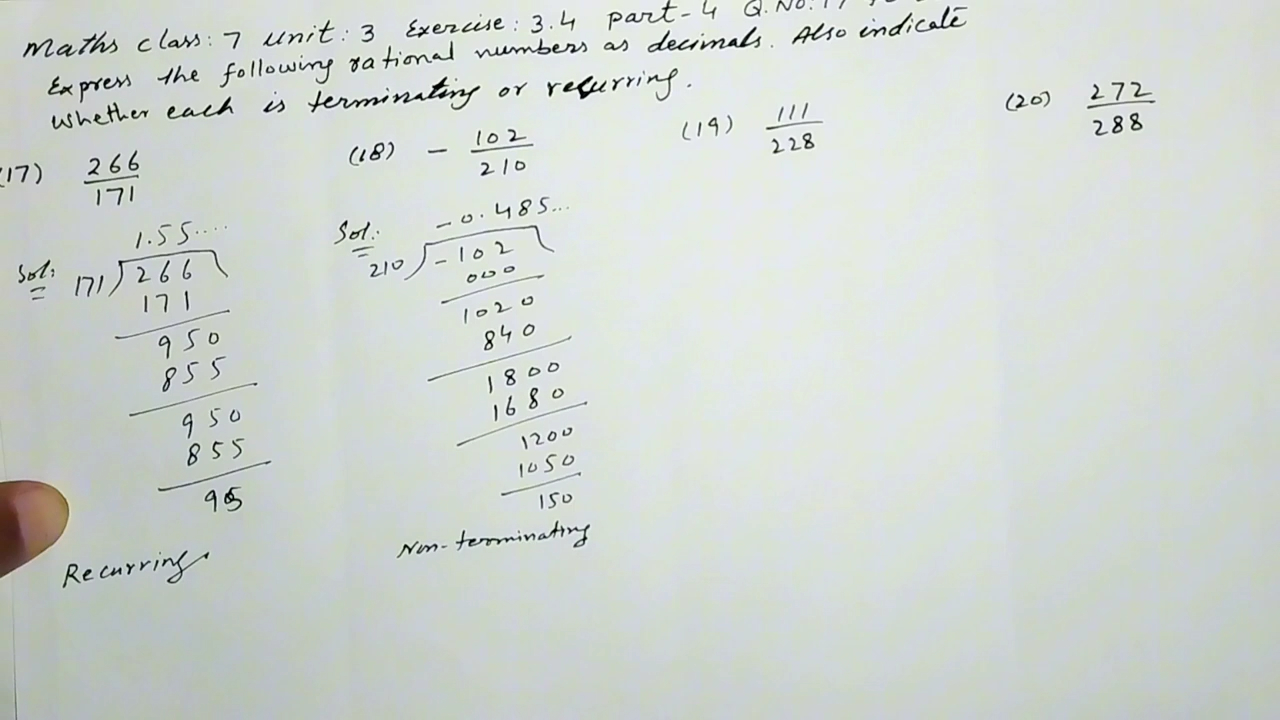 Maths class: 7 unit: 3 Exercise: 3.4 part-4 Q.No:
Express the following rational numbers as decimals. Also indicate
whether each is terminating or recurring.
(17) 266/171
1.55....
Sol: 171)266
171
950
855
950
855
95
Recurring
(18) - 102/210
-0.485...
Sol: 210)-102
000
1020
840
1800
1680
1200
1050
150
Non-terminating
(19) 111/228
(20) 272/288